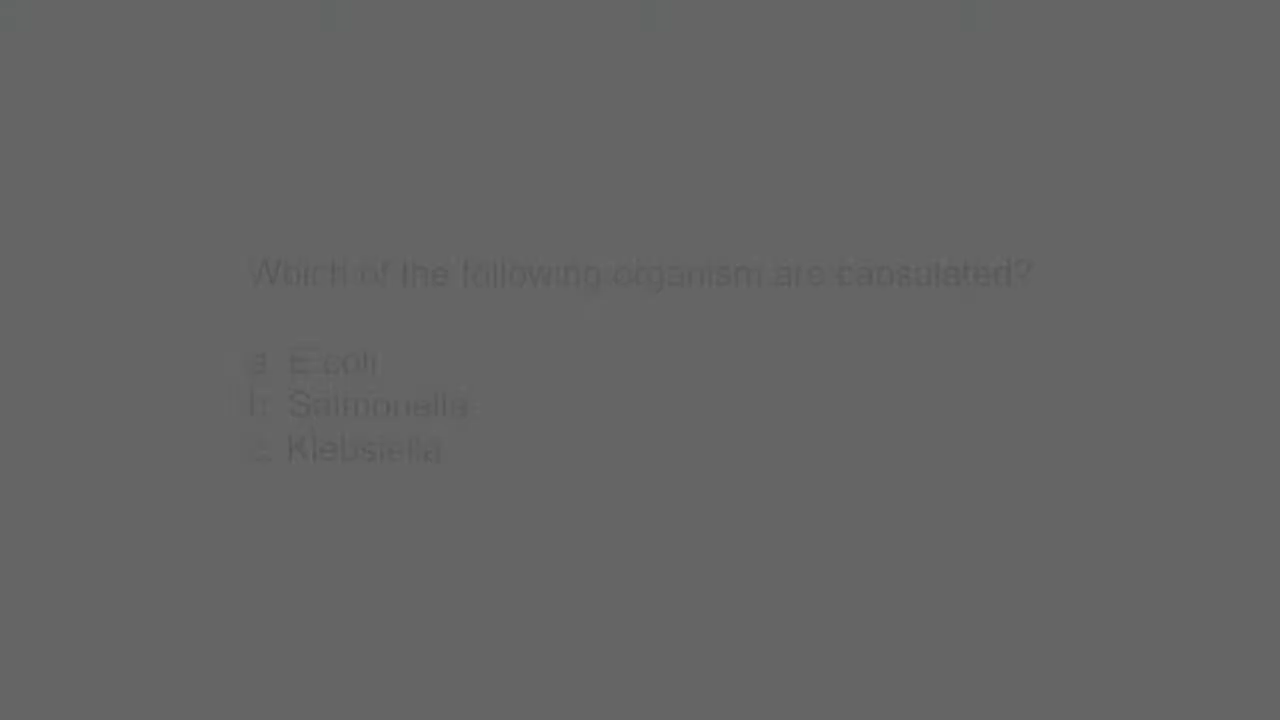 Which of the following organism are capsulated?
a. E.coli
b. Salmonella
c. Klebsiella